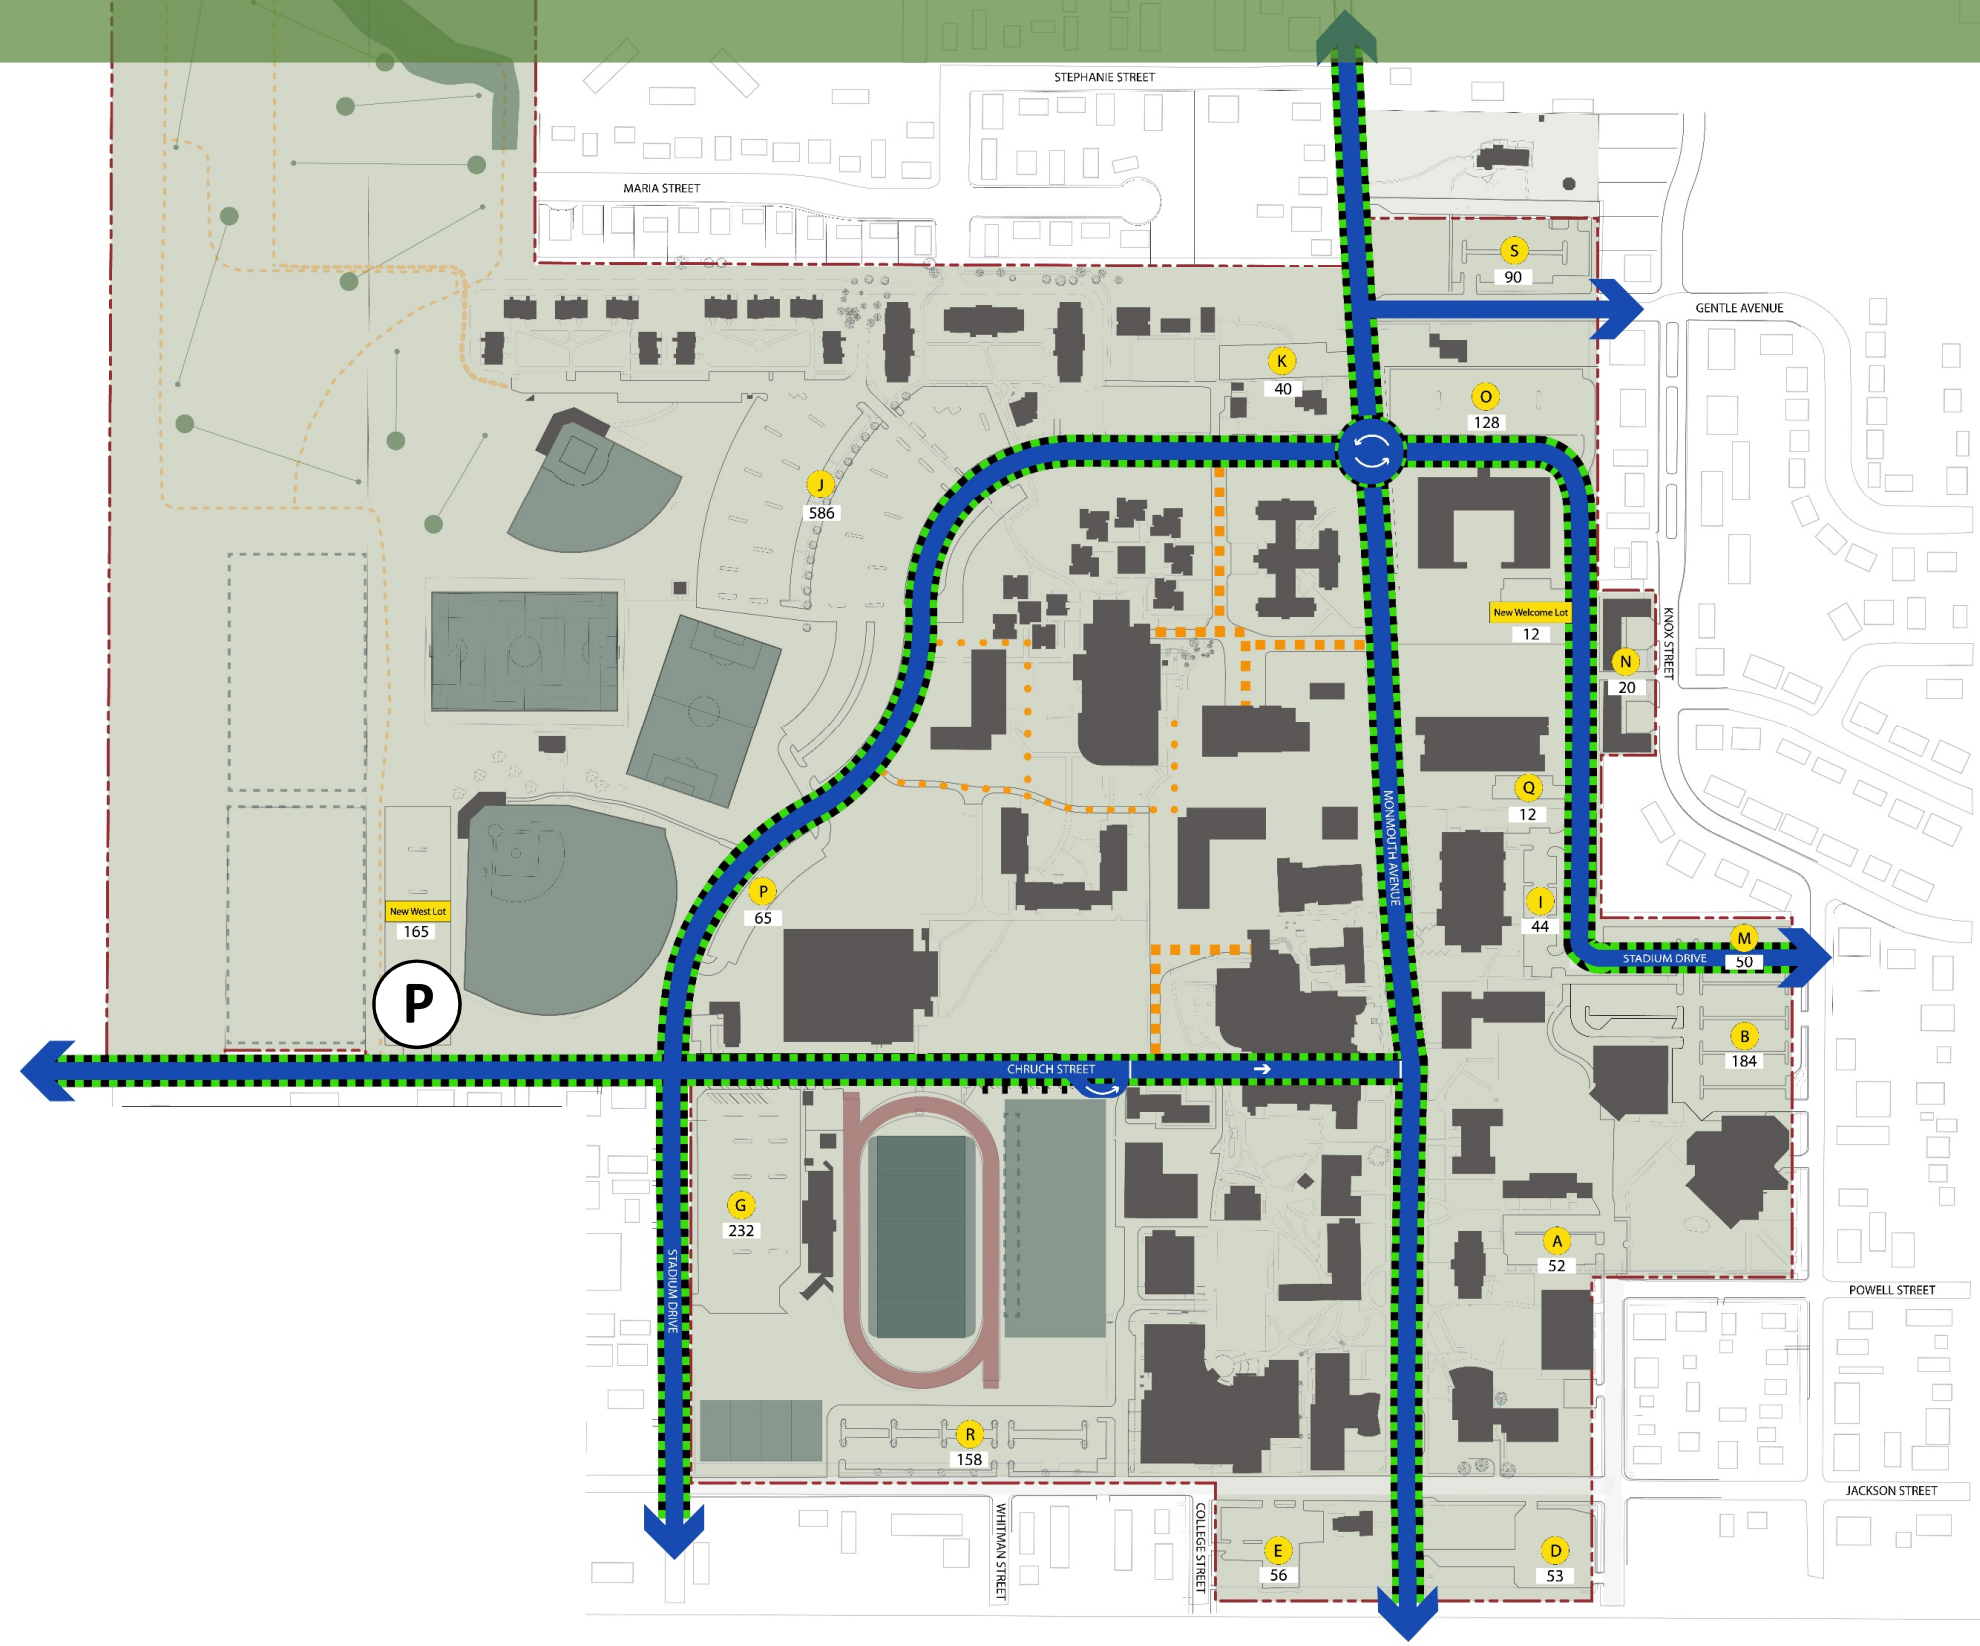 STEPHANIE STREET
MARIA STREET
S
90
GENTLE AVENUE
K
40
O
128
J
586
New Welcome Lot
12
KNOX STREET
N
20
MONMOUTH AVENUE
Q
12
P
65
I
44
New West Lot
165
M
50
STADIUM DRIVE
P
B
184
CHRUCH STREET
G
232
STADIUM DRIVE
A
52
POWELL STREET
R
158
JACKSON STREET
WHITMAN STREET
COLLEGE STREET
E
56
D
53